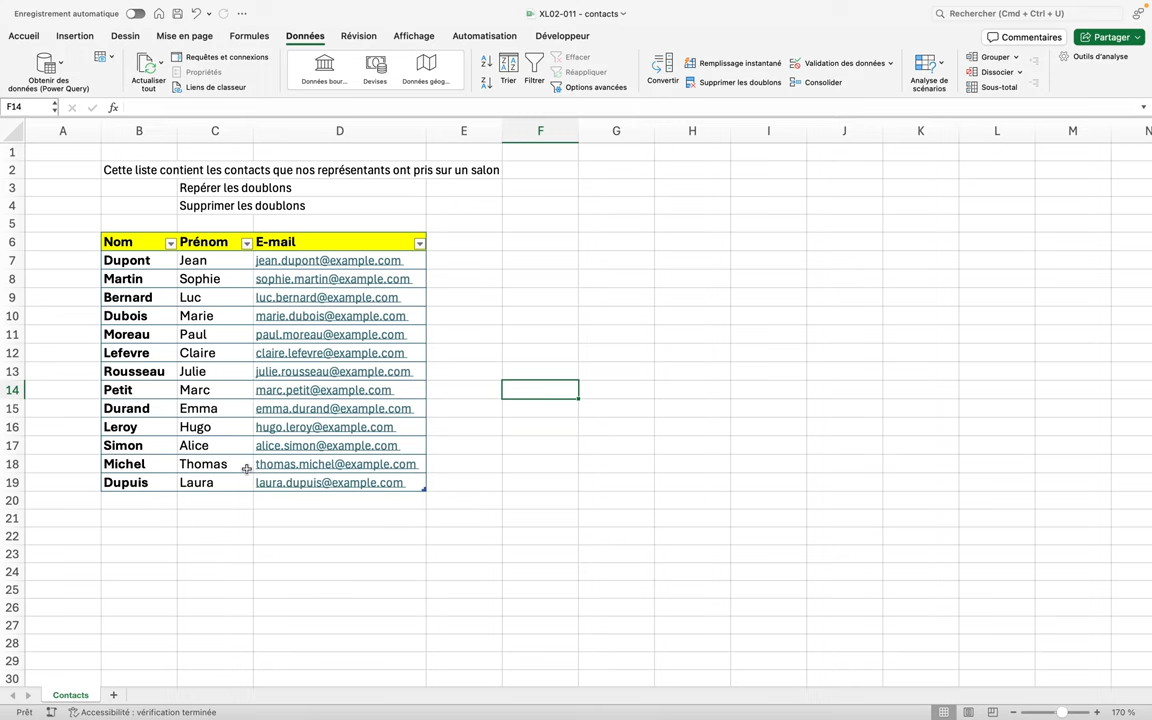 Enregistrement automatique
XL02-011 - contacts
Rechercher (Cmd + Ctrl + U)
Accueil Insertion Dessin Mise en page Formules Données Révision Affichage Automatisation Développeur
Commentaires Partager
Obtenir des données (Power Query)
Actualiser tout
Requêtes et connexions
Propriétés
Liens de classeur
Données bour...
Devises
Données géog...
Trier
Filtrer
Effacer
Réappliquer
Options avancées
Convertir
Remplissage instantané
Supprimer les doublons
Validation des données
Consolider
Analyse de scénarios
Grouper
Dissocier
Sous-total
Outils d'analyse
F14
fx
A B C D E F G H I J K L M N
1
2 Cette liste contient les contacts que nos représentants ont pris sur un salon
3 Repérer les doublons
4 Supprimer les doublons
5
6 Nom Prénom E-mail
7 Dupont Jean jean.dupont@example.com
8 Martin Sophie sophie.martin@example.com
9 Bernard Luc luc.bernard@example.com
10 Dubois Marie marie.dubois@example.com
11 Moreau Paul paul.moreau@example.com
12 Lefevre Claire claire.lefevre@example.com
13 Rousseau Julie julie.rousseau@example.com
14 Petit Marc marc.petit@example.com
15 Durand Emma emma.durand@example.com
16 Leroy Hugo hugo.leroy@example.com
17 Simon Alice alice.simon@example.com
18 Michel Thomas thomas.michel@example.com
19 Dupuis Laura laura.dupuis@example.com
20
21
22
23
24
25
26
27
28
29
30
Contacts
Prêt Accessibilité : vérification terminée 170 %